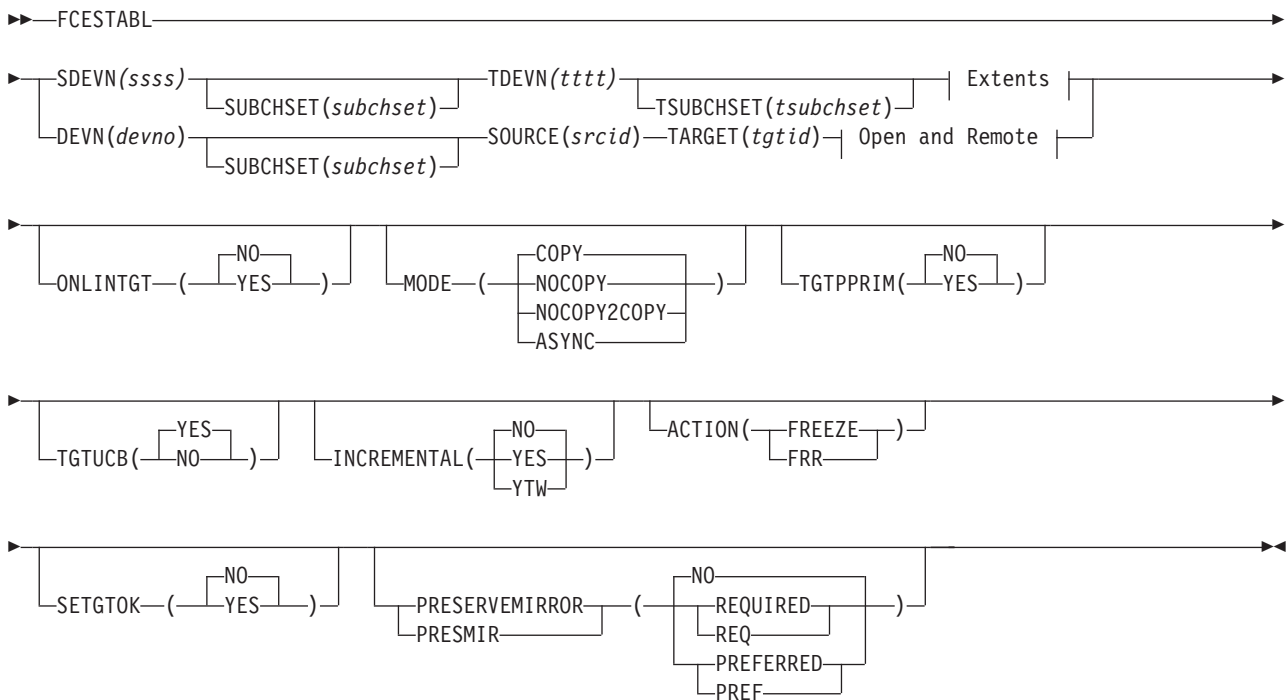 FCESTABL
SDEVN(ssss) TDEVN(tttt) Extents
SUBCHSET(subchset) TSUBCHSET(tsubchset)
DEVN(devno) SOURCE(srcid) TARGET(tgtid) Open and Remote
SUBCHSET(subchset)
NO COPY NO
ONLINTGT ( YES ) MODE ( NOCOPY ) TGTPPRIM( YES )
NOCOPY2COPY
ASYNC
YES NO ACTION( FREEZE )
TGTUCB( NO ) INCREMENTAL( YES ) FRR
YTW
NO NO
SETGTOK ( YES ) PRESERVEMIRROR ( REQUIRED )
PRESMIR REQ
PREFERRED
PREF